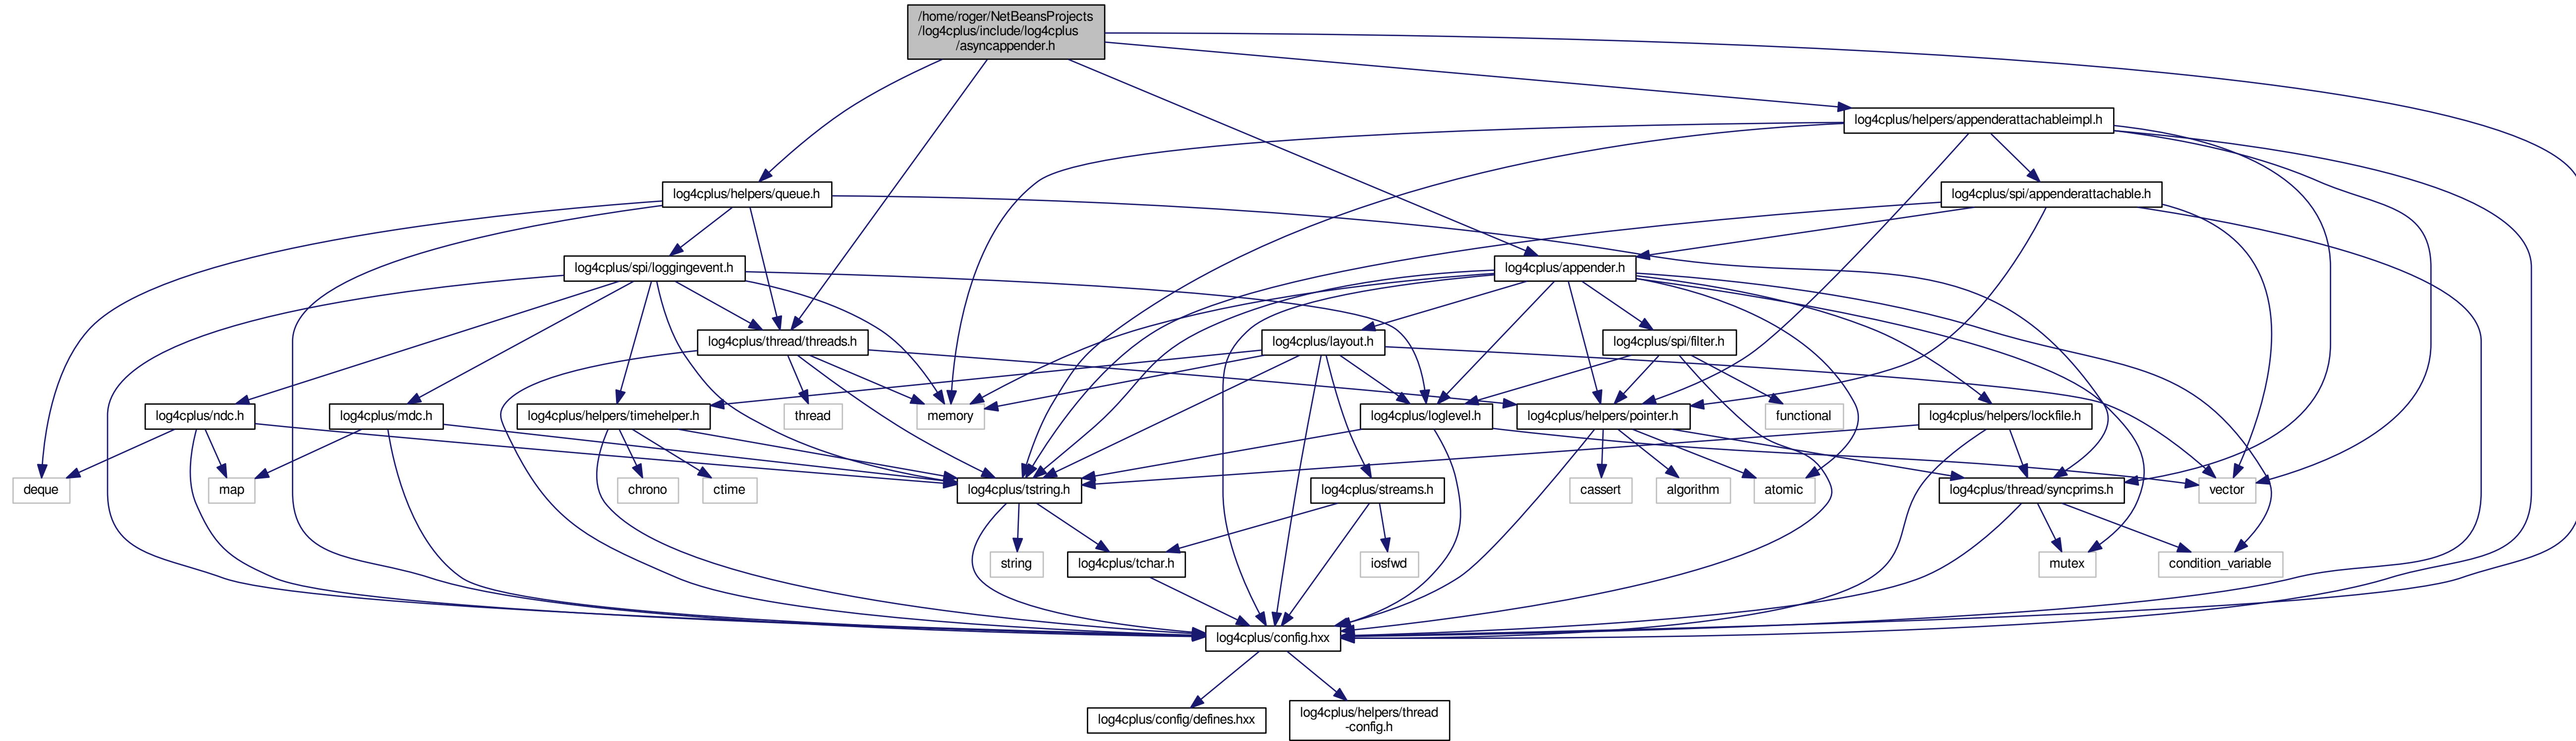 /home/roger/NetBeansProjects
/log4cplus/include/log4cplus
/asyncappender.h
log4cplus/helpers/appenderattachableimpl.h
log4cplus/helpers/queue.h
log4cplus/spi/appenderattachable.h
log4cplus/spi/loggingevent.h
log4cplus/appender.h
log4cplus/thread/threads.h
log4cplus/layout.h
log4cplus/spi/filter.h
log4cplus/ndc.h
log4cplus/mdc.h
log4cplus/helpers/timehelper.h
thread
memory
log4cplus/loglevel.h
log4cplus/helpers/pointer.h
functional
log4cplus/helpers/lockfile.h
deque
map
chrono
ctime
log4cplus/tstring.h
log4cplus/streams.h
cassert
algorithm
atomic
log4cplus/thread/syncprims.h
vector
string
log4cplus/tchar.h
iosfwd
mutex
condition_variable
log4cplus/config.hxx
log4cplus/config/defines.hxx
log4cplus/helpers/thread
-config.h